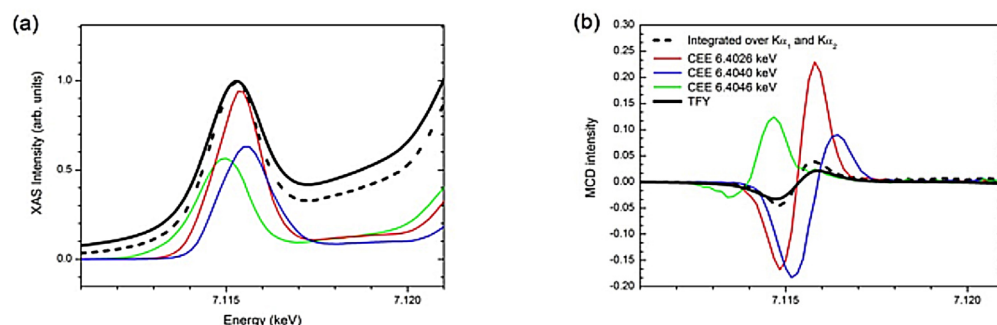 (a)
XAS Intensity (arb. units)
1.0
0.5
0.0
7.115
7.120
Energy (keV)
(b)
MCD intensity
0.30
0.25
0.20
0.15
0.10
0.05
0.00
-0.05
-0.10
-0.15
-0.20
Integrated over Kα₁ and Kα₂
CEE 6.4026 keV
CEE 6.4040 keV
CEE 6.4046 keV
TFY
7.115
7.120